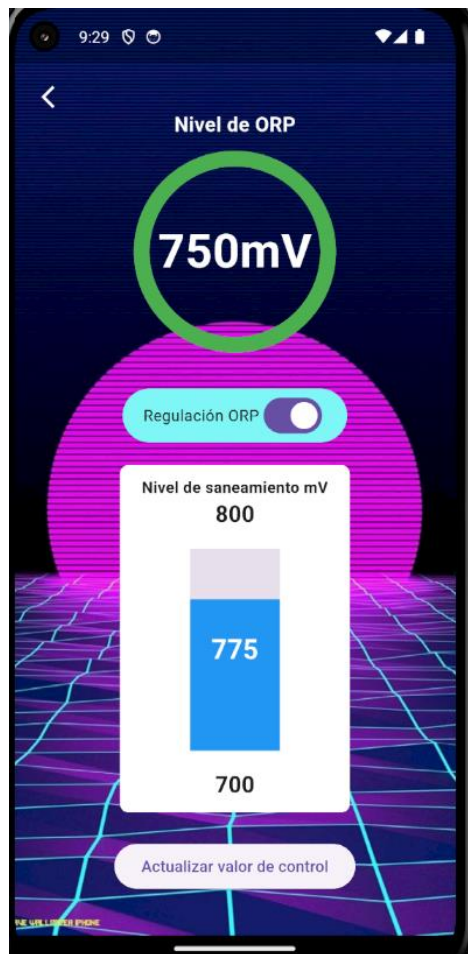 9:29
Nivel de ORP
750mV
Regulación ORP
Nivel de saneamiento mV
800
775
700
Actualizar valor de control